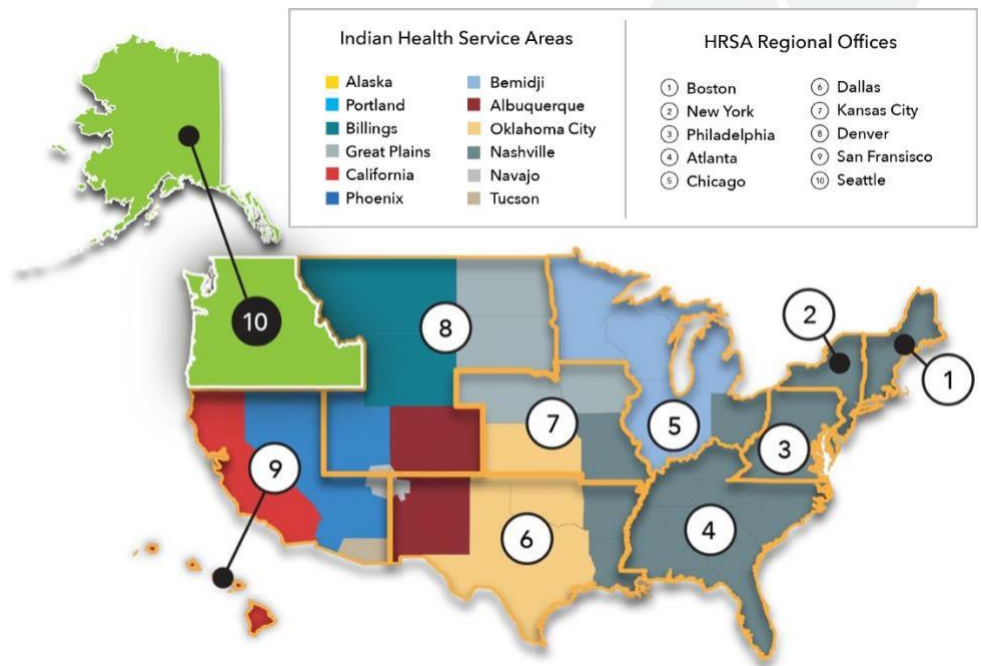 Indian Health Service Areas
Alaska
Portland
Billings
Great Plains
California
Phoenix
Bemidji
Albuquerque
Oklahoma City
Nashville
Navajo
Tucson
HRSA Regional Offices
1 Boston
2 New York
3 Philadelphia
4 Atlanta
5 Chicago
6 Dallas
7 Kansas City
8 Denver
9 San Fransisco
10 Seattle
10
8
2
1
7
5
3
9
6
4